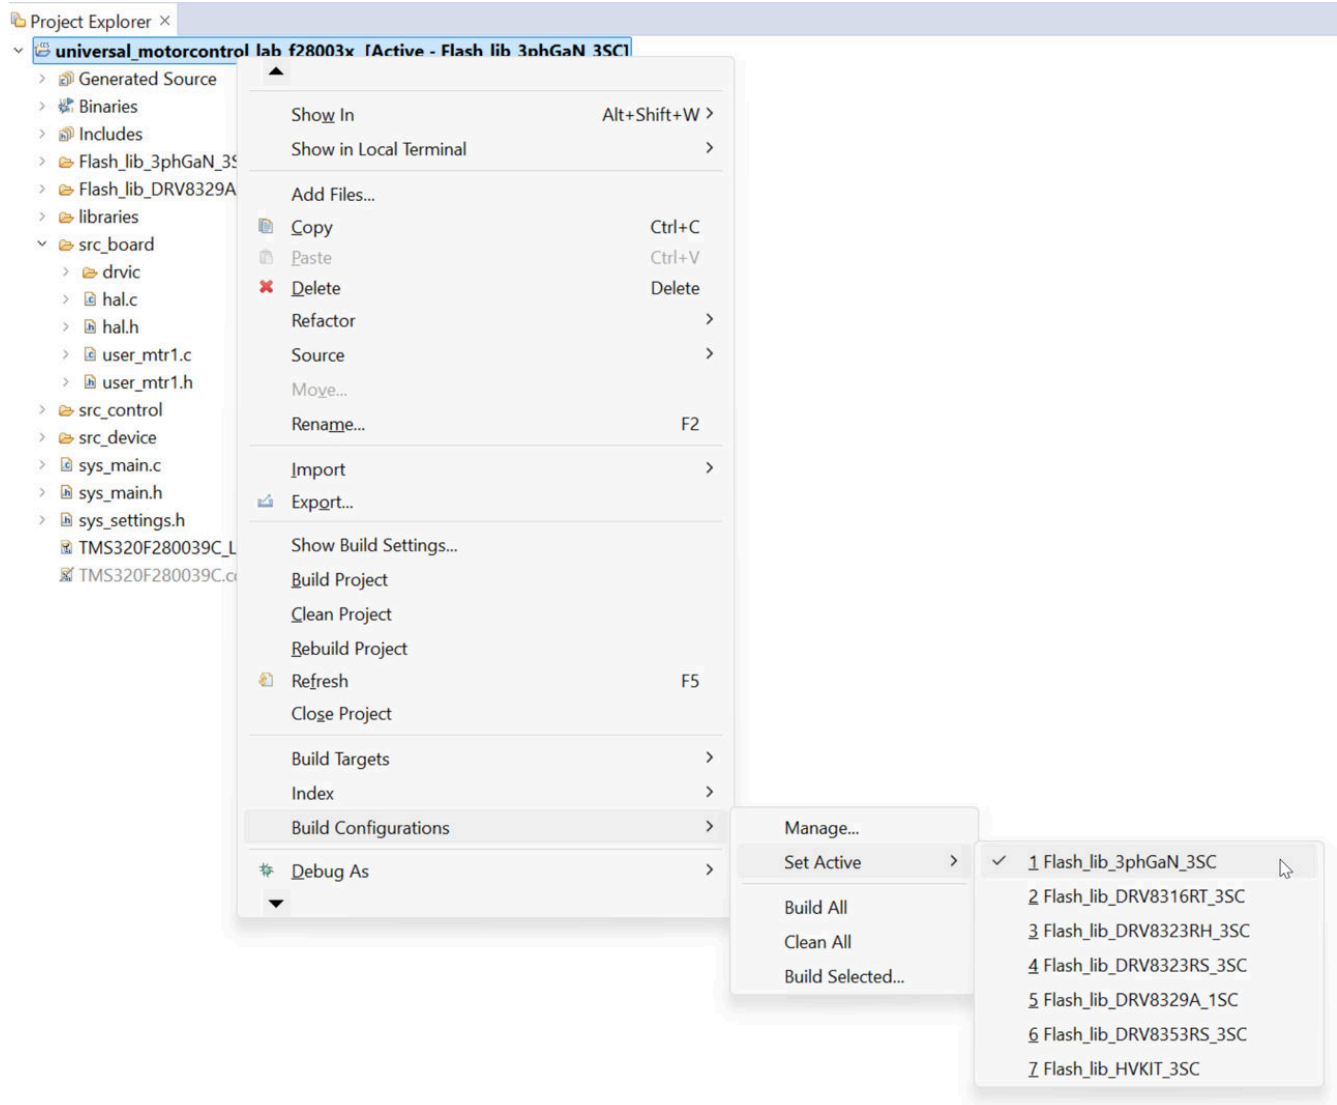 Project Explorer
universal_motorcontrol_lab_f28003x [Active - Flash_lib_3phGaN_3SC]
Generated Source
Binaries
Includes
Flash_lib_3phGaN_3S
Flash_lib_DRV8329A
libraries
src_board
drvic
hal.c
hal.h
user_mtr1.c
user_mtr1.h
src_control
src_device
sys_main.c
sys_main.h
sys_settings.h
TMS320F280039C_L
TMS320F280039C.c
Show In Alt+Shift+W
Show in Local Terminal
Add Files...
Copy Ctrl+C
Paste Ctrl+V
Delete Delete
Refactor
Source
Move...
Rename... F2
Import
Export...
Show Build Settings...
Build Project
Clean Project
Rebuild Project
Refresh F5
Close Project
Build Targets
Index
Build Configurations
Debug As
Manage...
Set Active
Build All
Clean All
Build Selected...
1 Flash_lib_3phGaN_3SC
2 Flash_lib_DRV8316RT_3SC
3 Flash_lib_DRV8323RH_3SC
4 Flash_lib_DRV8323RS_3SC
5 Flash_lib_DRV8329A_1SC
6 Flash_lib_DRV8353RS_3SC
7 Flash_lib_HVKIT_3SC